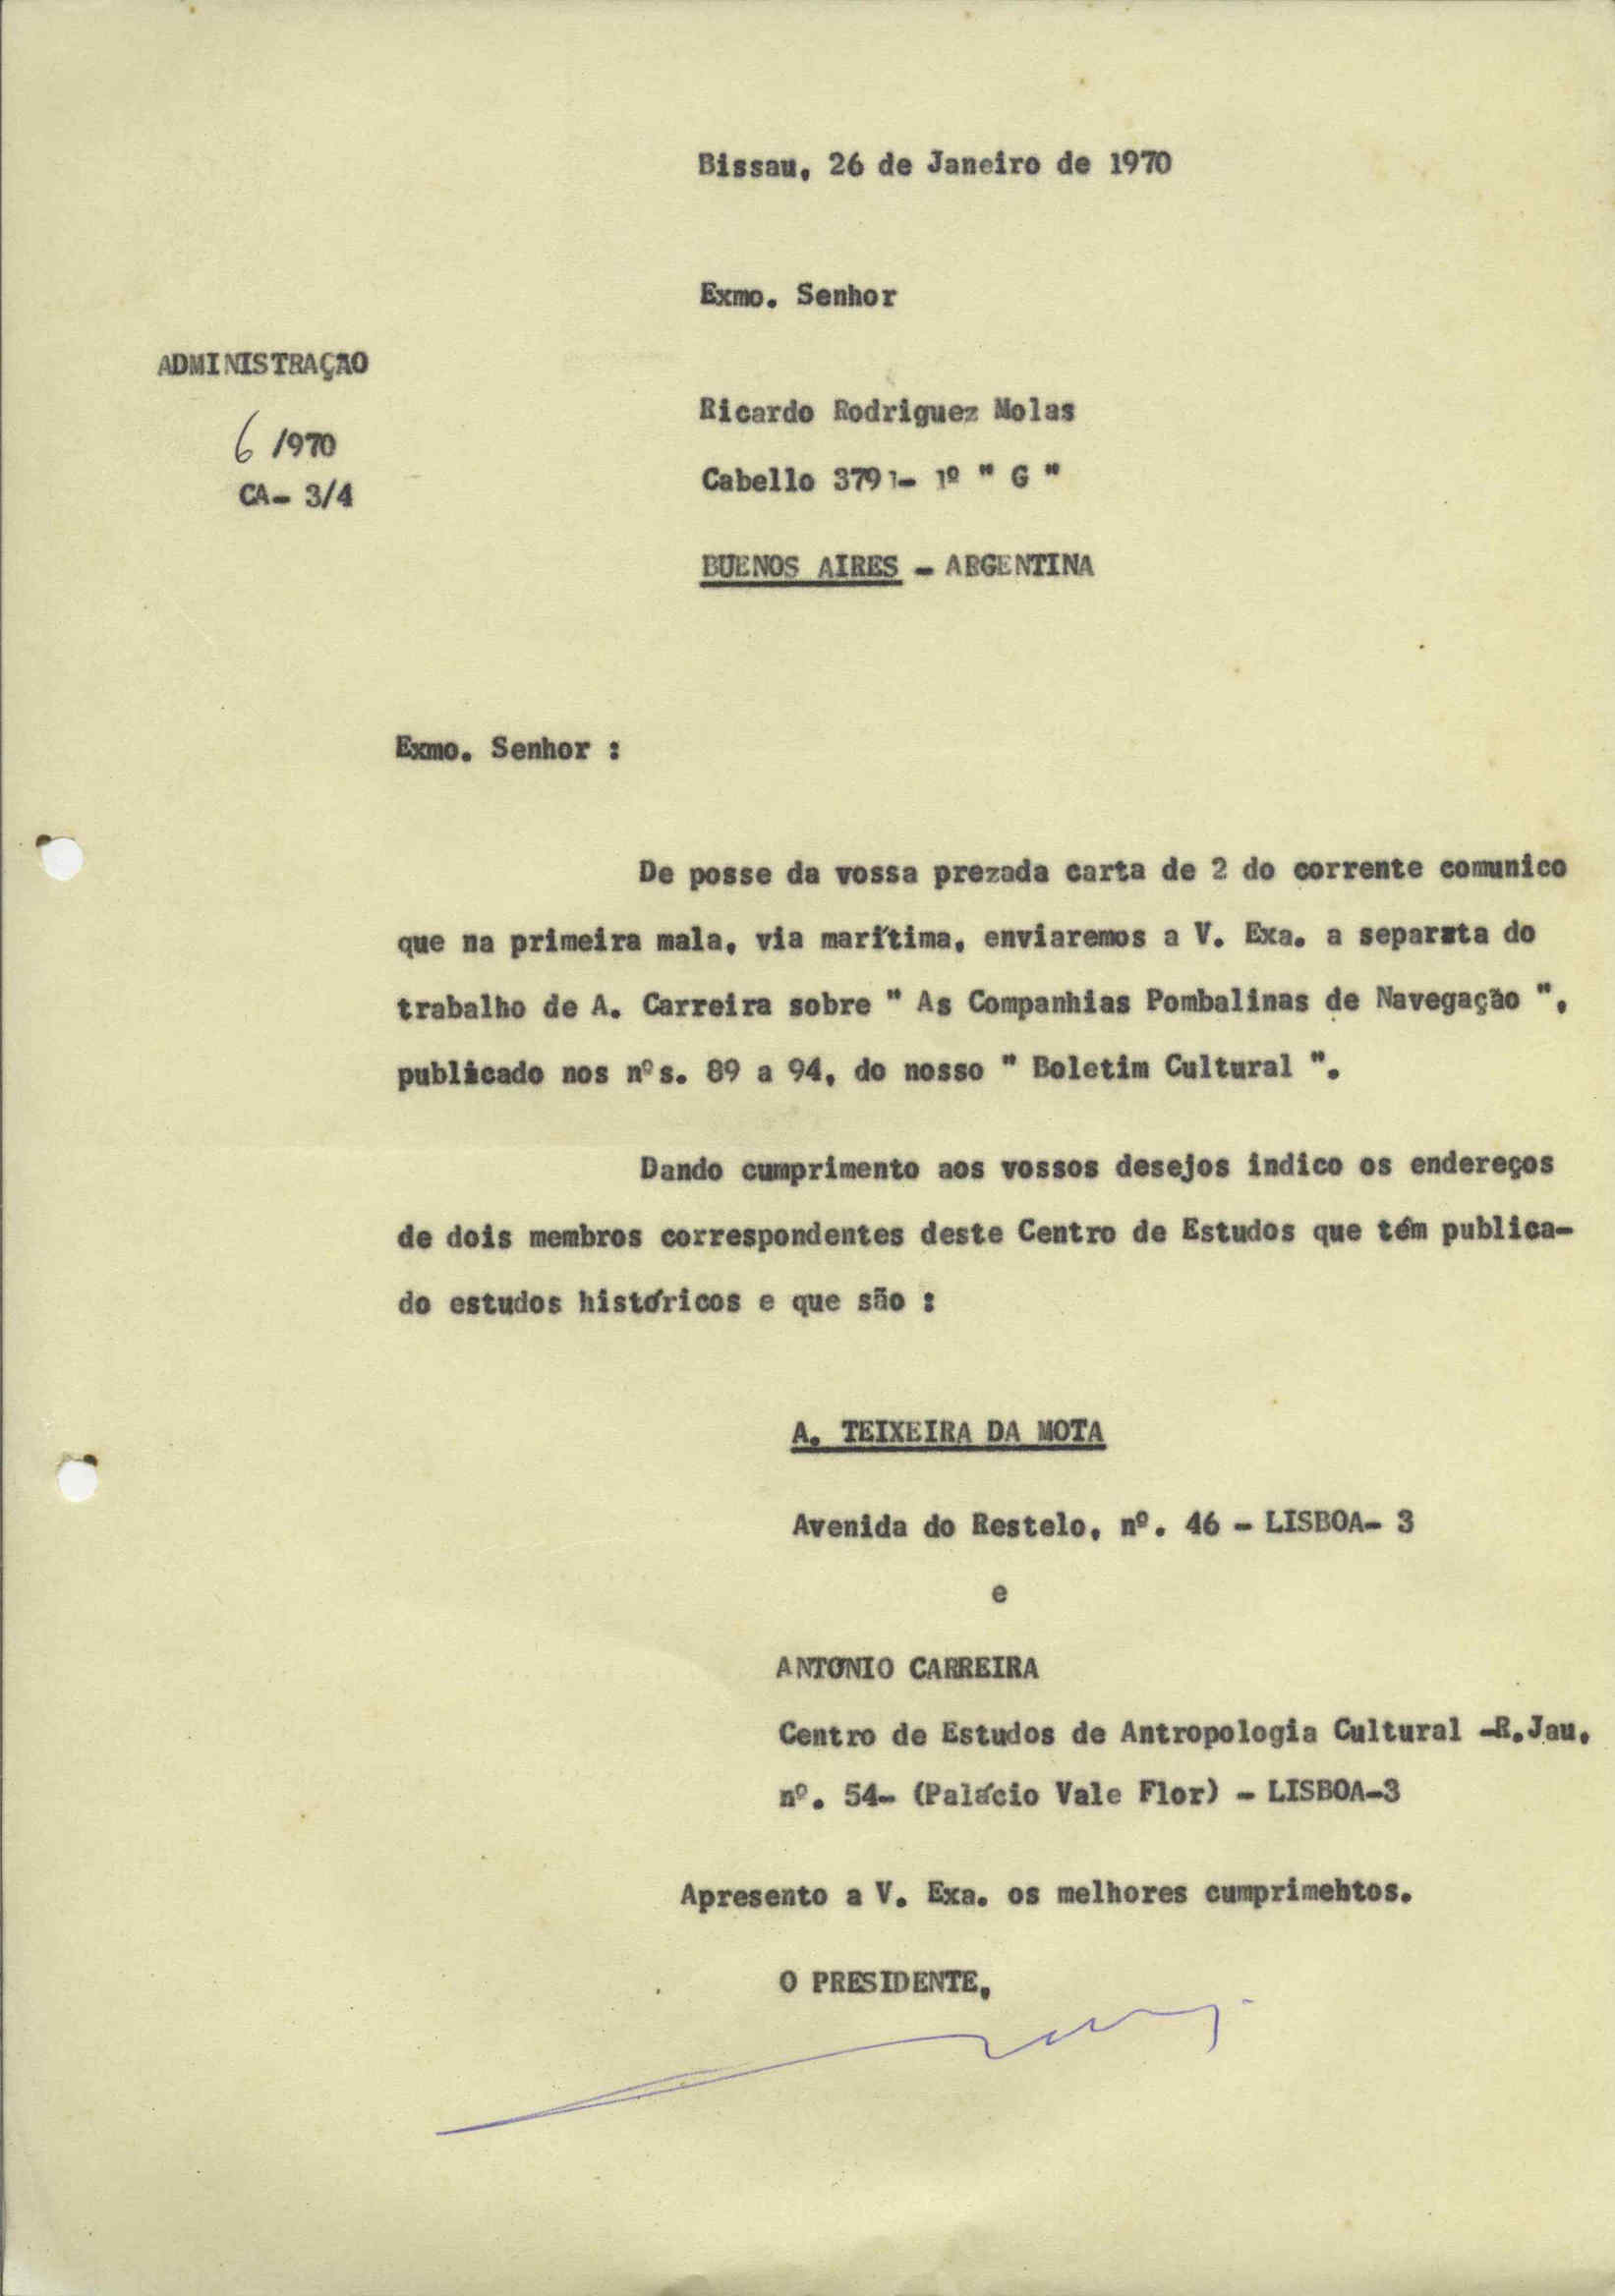 Bissau, 26 de Janeiro de 1970
Exmo. Senhor
ADMINISTRAÇÃO
Ricardo Rodriguez Molas
6 /970
Cabello 3791- 1º " G "
CA- 3/4
BUENOS AIRES - ARGENTINA
Exmo. Senhor :
De posse da vossa prezada carta de 2 do corrente comunico
que na primeira mala, via marítima, enviaremos a V. Exa. a separata do
trabalho de A. Carreira sobre " As Companhias Pombalinas de Navegação ",
publicado nos nºs. 89 a 94, do nosso " Boletim Cultural ".
Dando cumprimento aos vossos desejos indico os endereços
de dois membros correspondentes deste Centro de Estudos que têm publica-
do estudos históricos e que são :
A. TEIXEIRA DA MOTA
Avenida do Restelo, nº. 46 - LISBOA- 3
e
ANTÓNIO CARREIRA
Centro de Estudos de Antropologia Cultural -R.Jau,
nº. 54- (Palácio Vale Flor) - LISBOA-3
Apresento a V. Exa. os melhores cumprimehtos.
O PRESIDENTE,